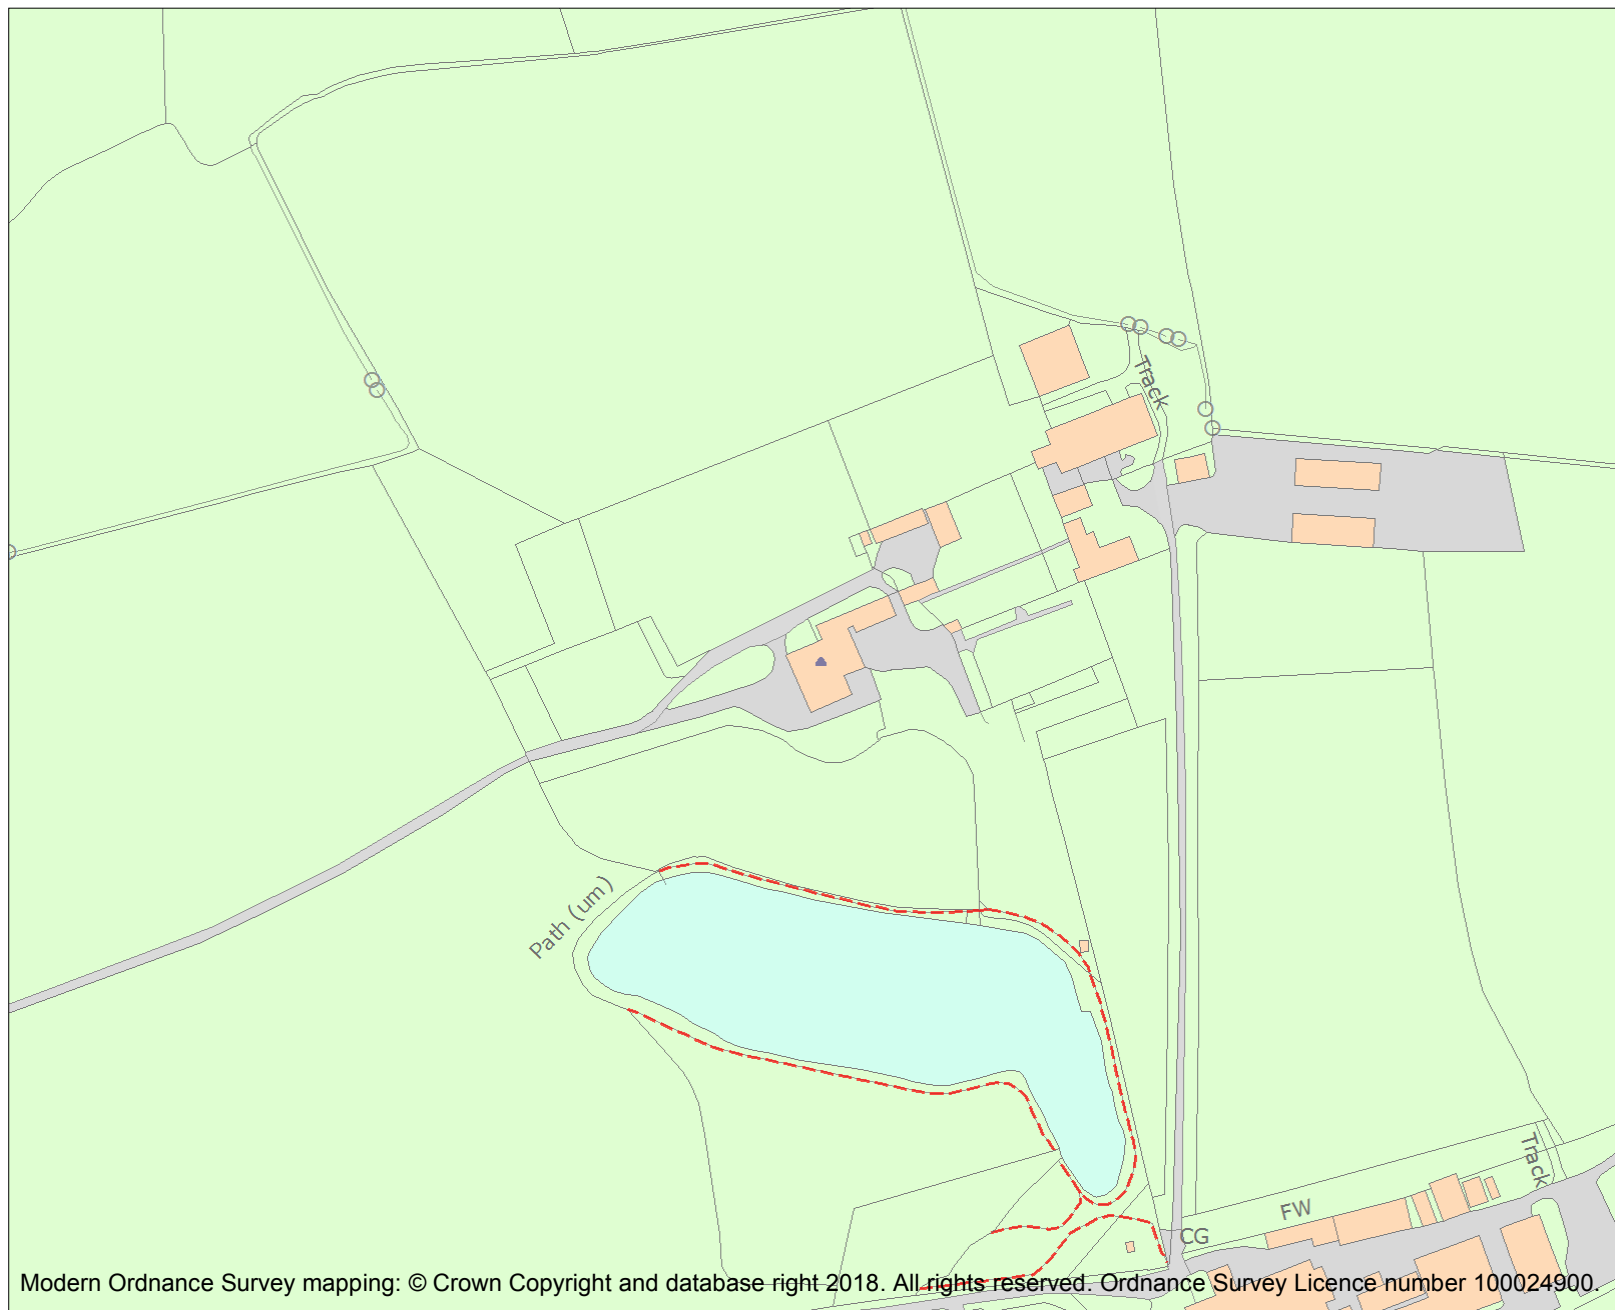 Track
Path (um)
Track
FW
CG
Modern Ordnance Survey mapping: © Crown Copyright and database right 2018. All rights reserved. Ordnance Survey Licence number 100024900.